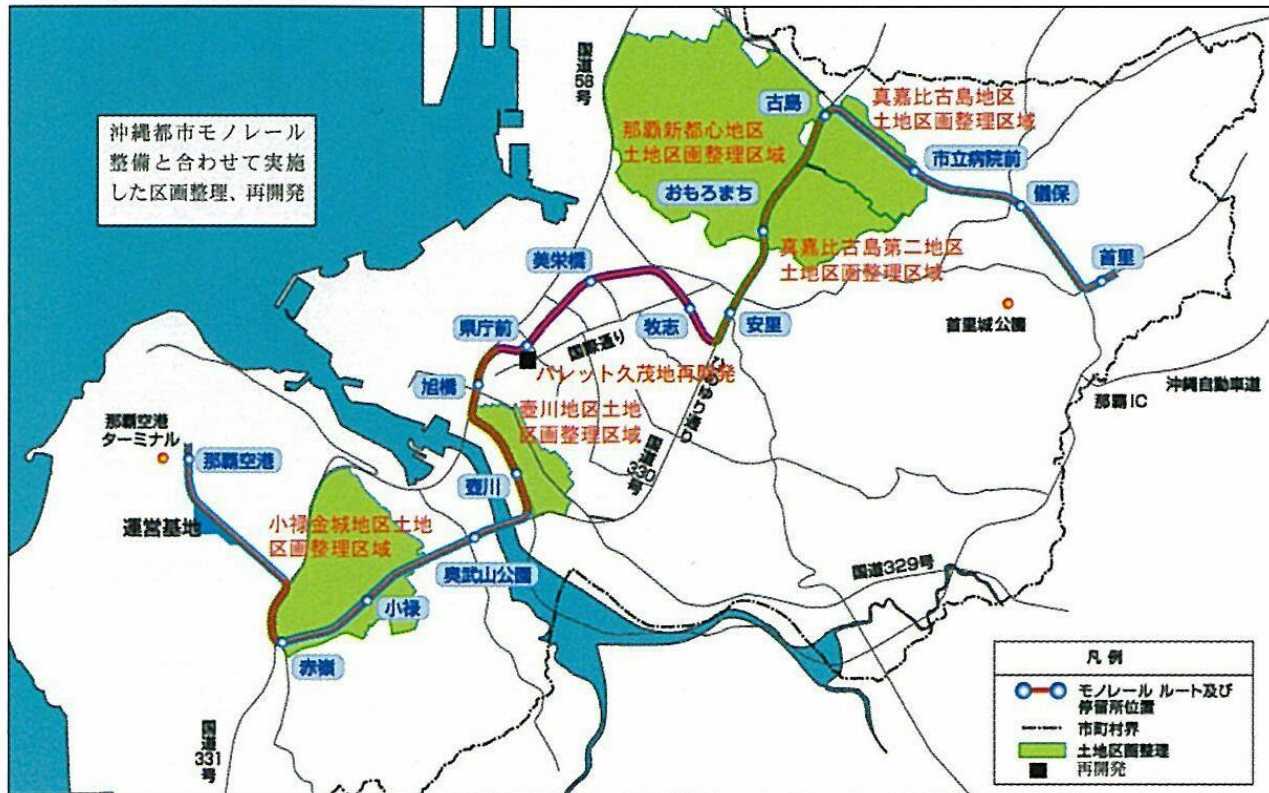 沖縄都市モノレール
整備と合わせて実施
した区画整理、再開発
国道
58号
古島
真嘉比古島地区
土地区画整理区域
那覇新都心地区
土地区画整理区域
市立病院前
おもろまち
儀保
真嘉比古島第二地区
土地区画整理区域
首里
美栄橋
牧志
安里
首里城公園
県庁前
国際通り
パレット久茂地再開発
ひめゆり通り
沖縄自動車道
那覇IC
旭橋
壺川地区土地
区画整理区域
国道
330
号
那覇空港
ターミナル
那覇空港
壺川
運営基地
小禄金城地区土地
区画整理区域
奥武山公園
国道329号
小禄
赤嶺
国道
331
号
凡例
モノレール ルート及び
停留所位置
市町村界
土地区画整理
再開発